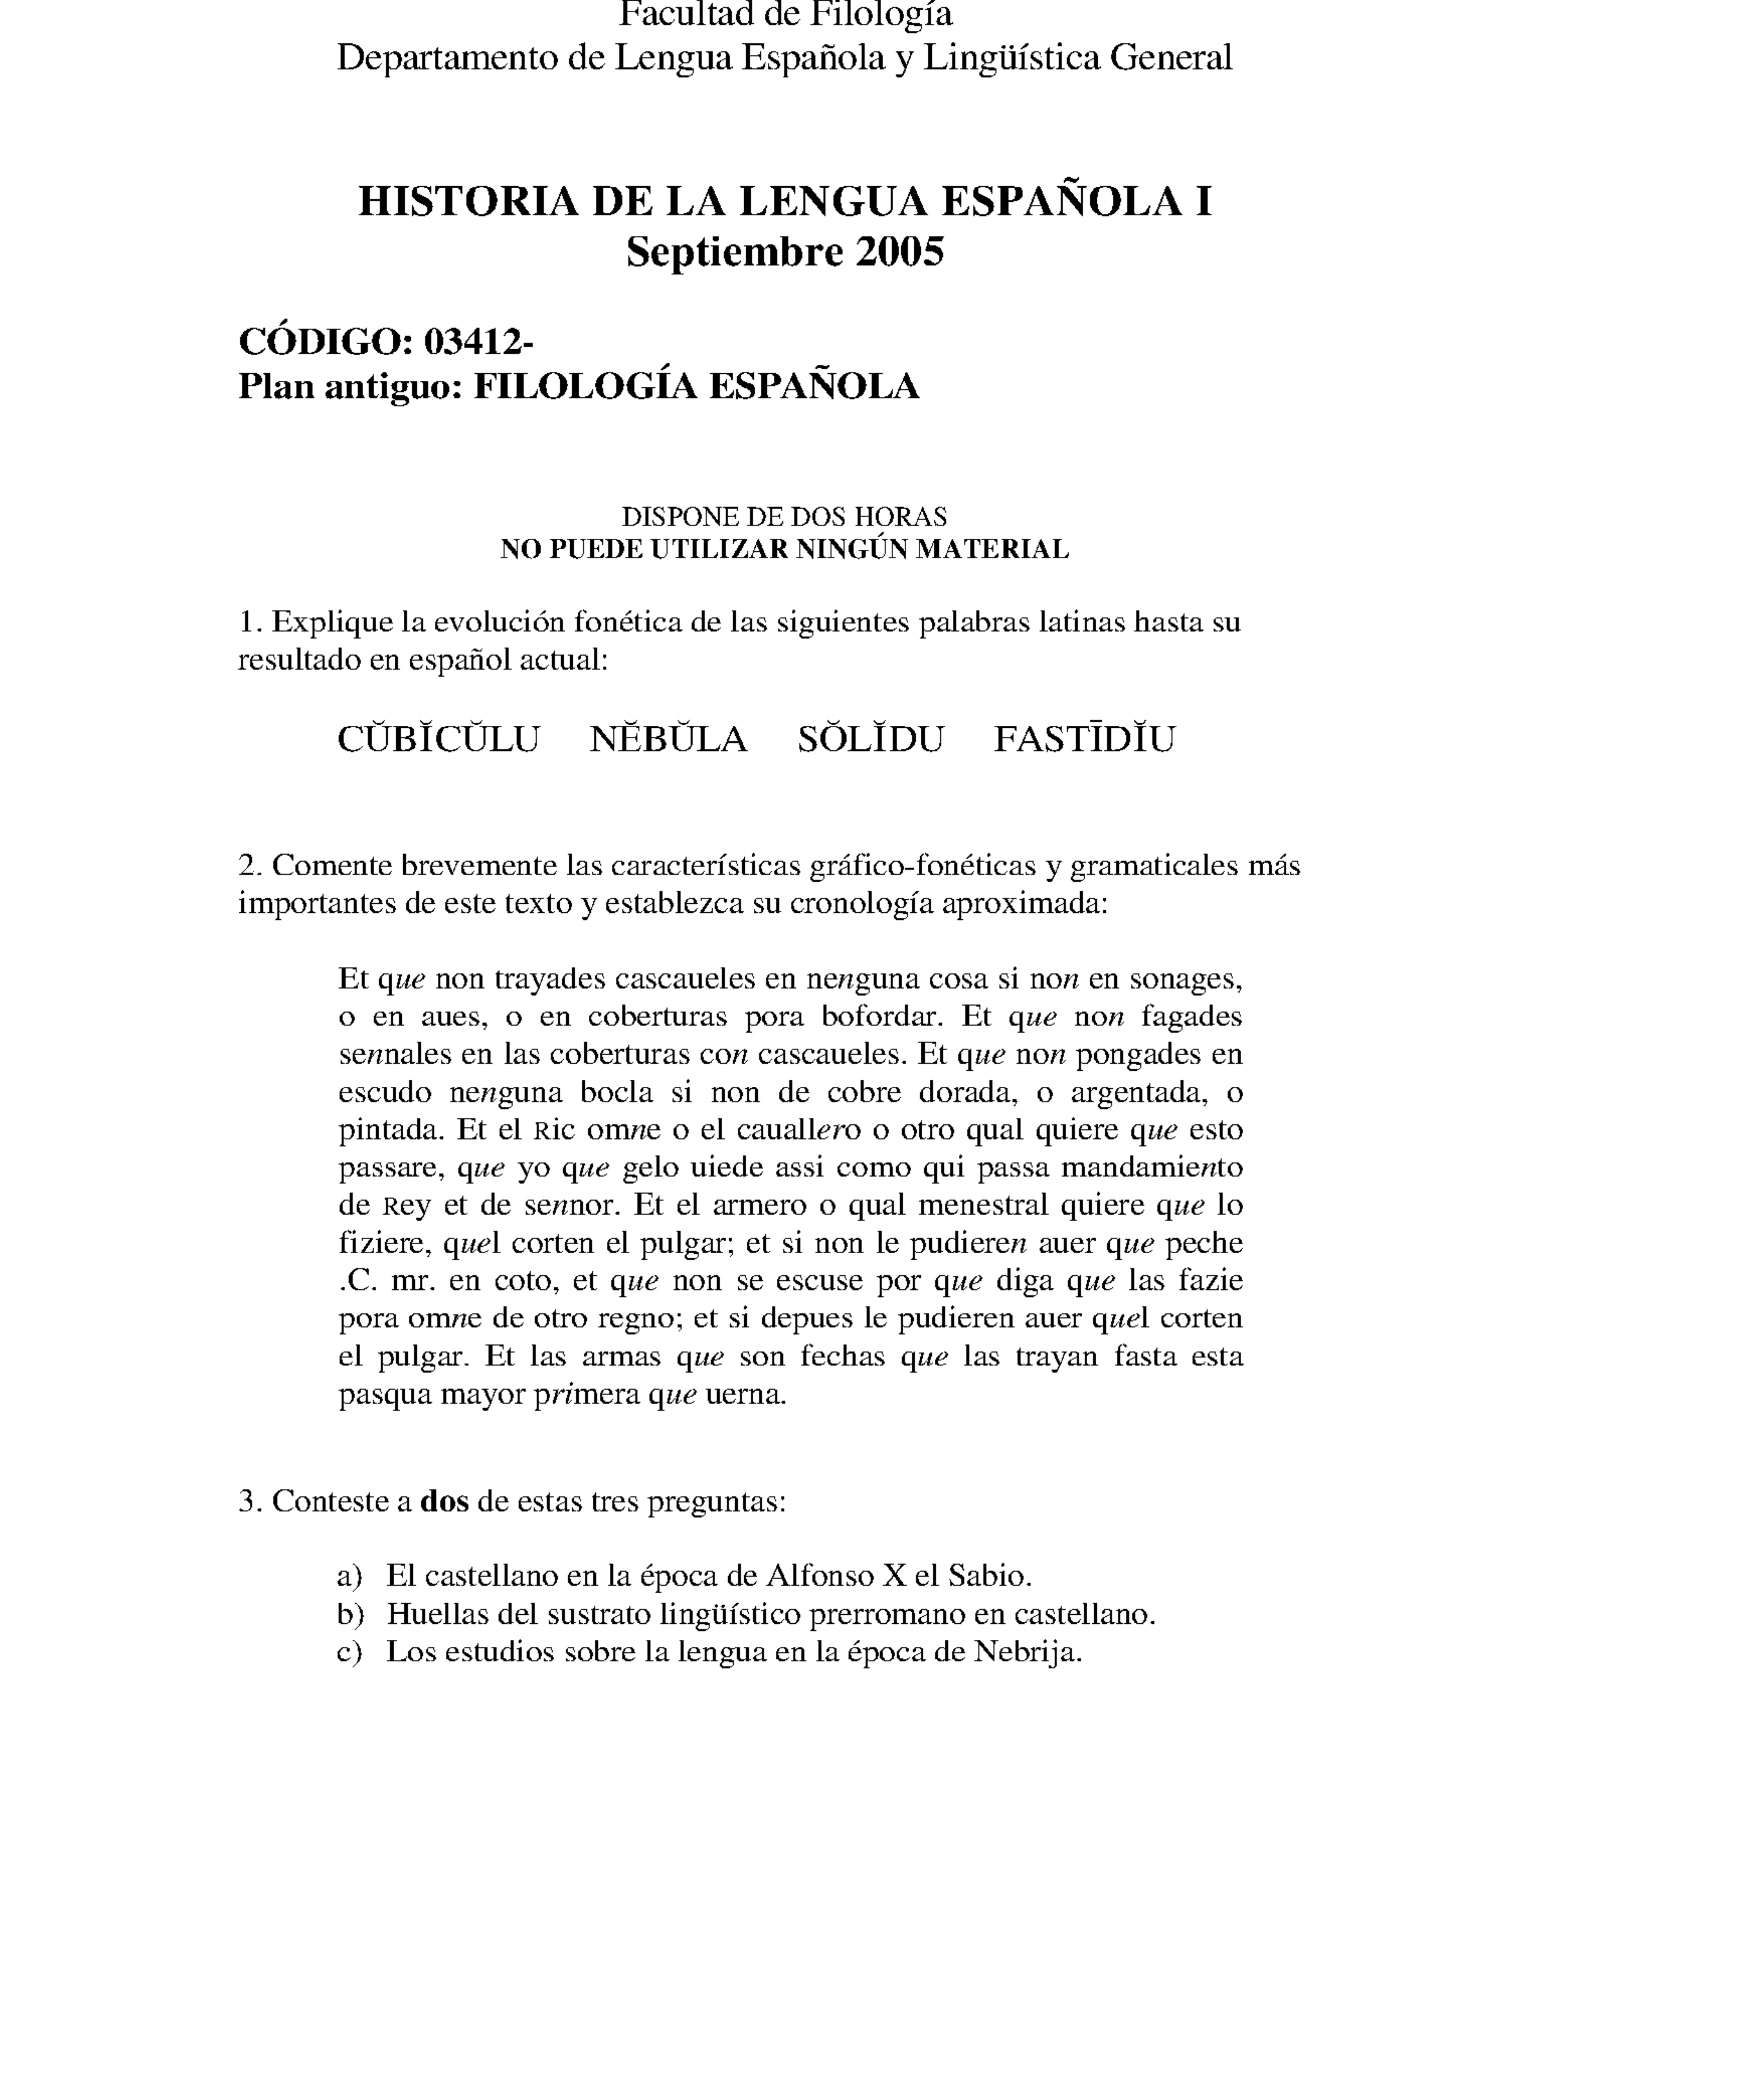 Facultad de Filología
Departamento de Lengua Española y Lingüística General
HISTORIA DE LA LENGUA ESPAÑOLA I
Septiembre 2005
CÓDIGO: 03412-
Plan antiguo: FILOLOGÍA ESPAÑOLA
DISPONE DE DOS HORAS
NO PUEDE UTILIZAR NINGÚN MATERIAL
1. Explique la evolución fonética de las siguientes palabras latinas hasta su
resultado en español actual:
CŬBĬCŬLU NĔBŬLA SŎLĬDU FASTĪDĬU
2. Comente brevemente las características gráfico-fonéticas y gramaticales más
importantes de este texto y establezca su cronología aproximada:
Et que non trayades cascaueles en nenguna cosa si non en sonages,
o en aues, o en coberturas pora bofordar. Et que non fagades
sennales en las coberturas con cascaueles. Et que non pongades en
escudo nenguna bocla si non de cobre dorada, o argentada, o
pintada. Et el Ric omne o el cauallero o otro qual quiere que esto
passare, que yo que gelo uiede assi como qui passa mandamiento
de Rey et de sennor. Et el armero o qual menestral quiere que lo
fiziere, quel corten el pulgar; et si non le pudieren auer que peche
.C. mr. en coto, et que non se escuse por que diga que las fazie
pora omne de otro regno; et si depues le pudieren auer quel corten
el pulgar. Et las armas que son fechas que las trayan fasta esta
pasqua mayor primera que uerna.
3. Conteste a dos de estas tres preguntas:
a) El castellano en la época de Alfonso X el Sabio.
b) Huellas del sustrato lingüístico prerromano en castellano.
c) Los estudios sobre la lengua en la época de Nebrija.